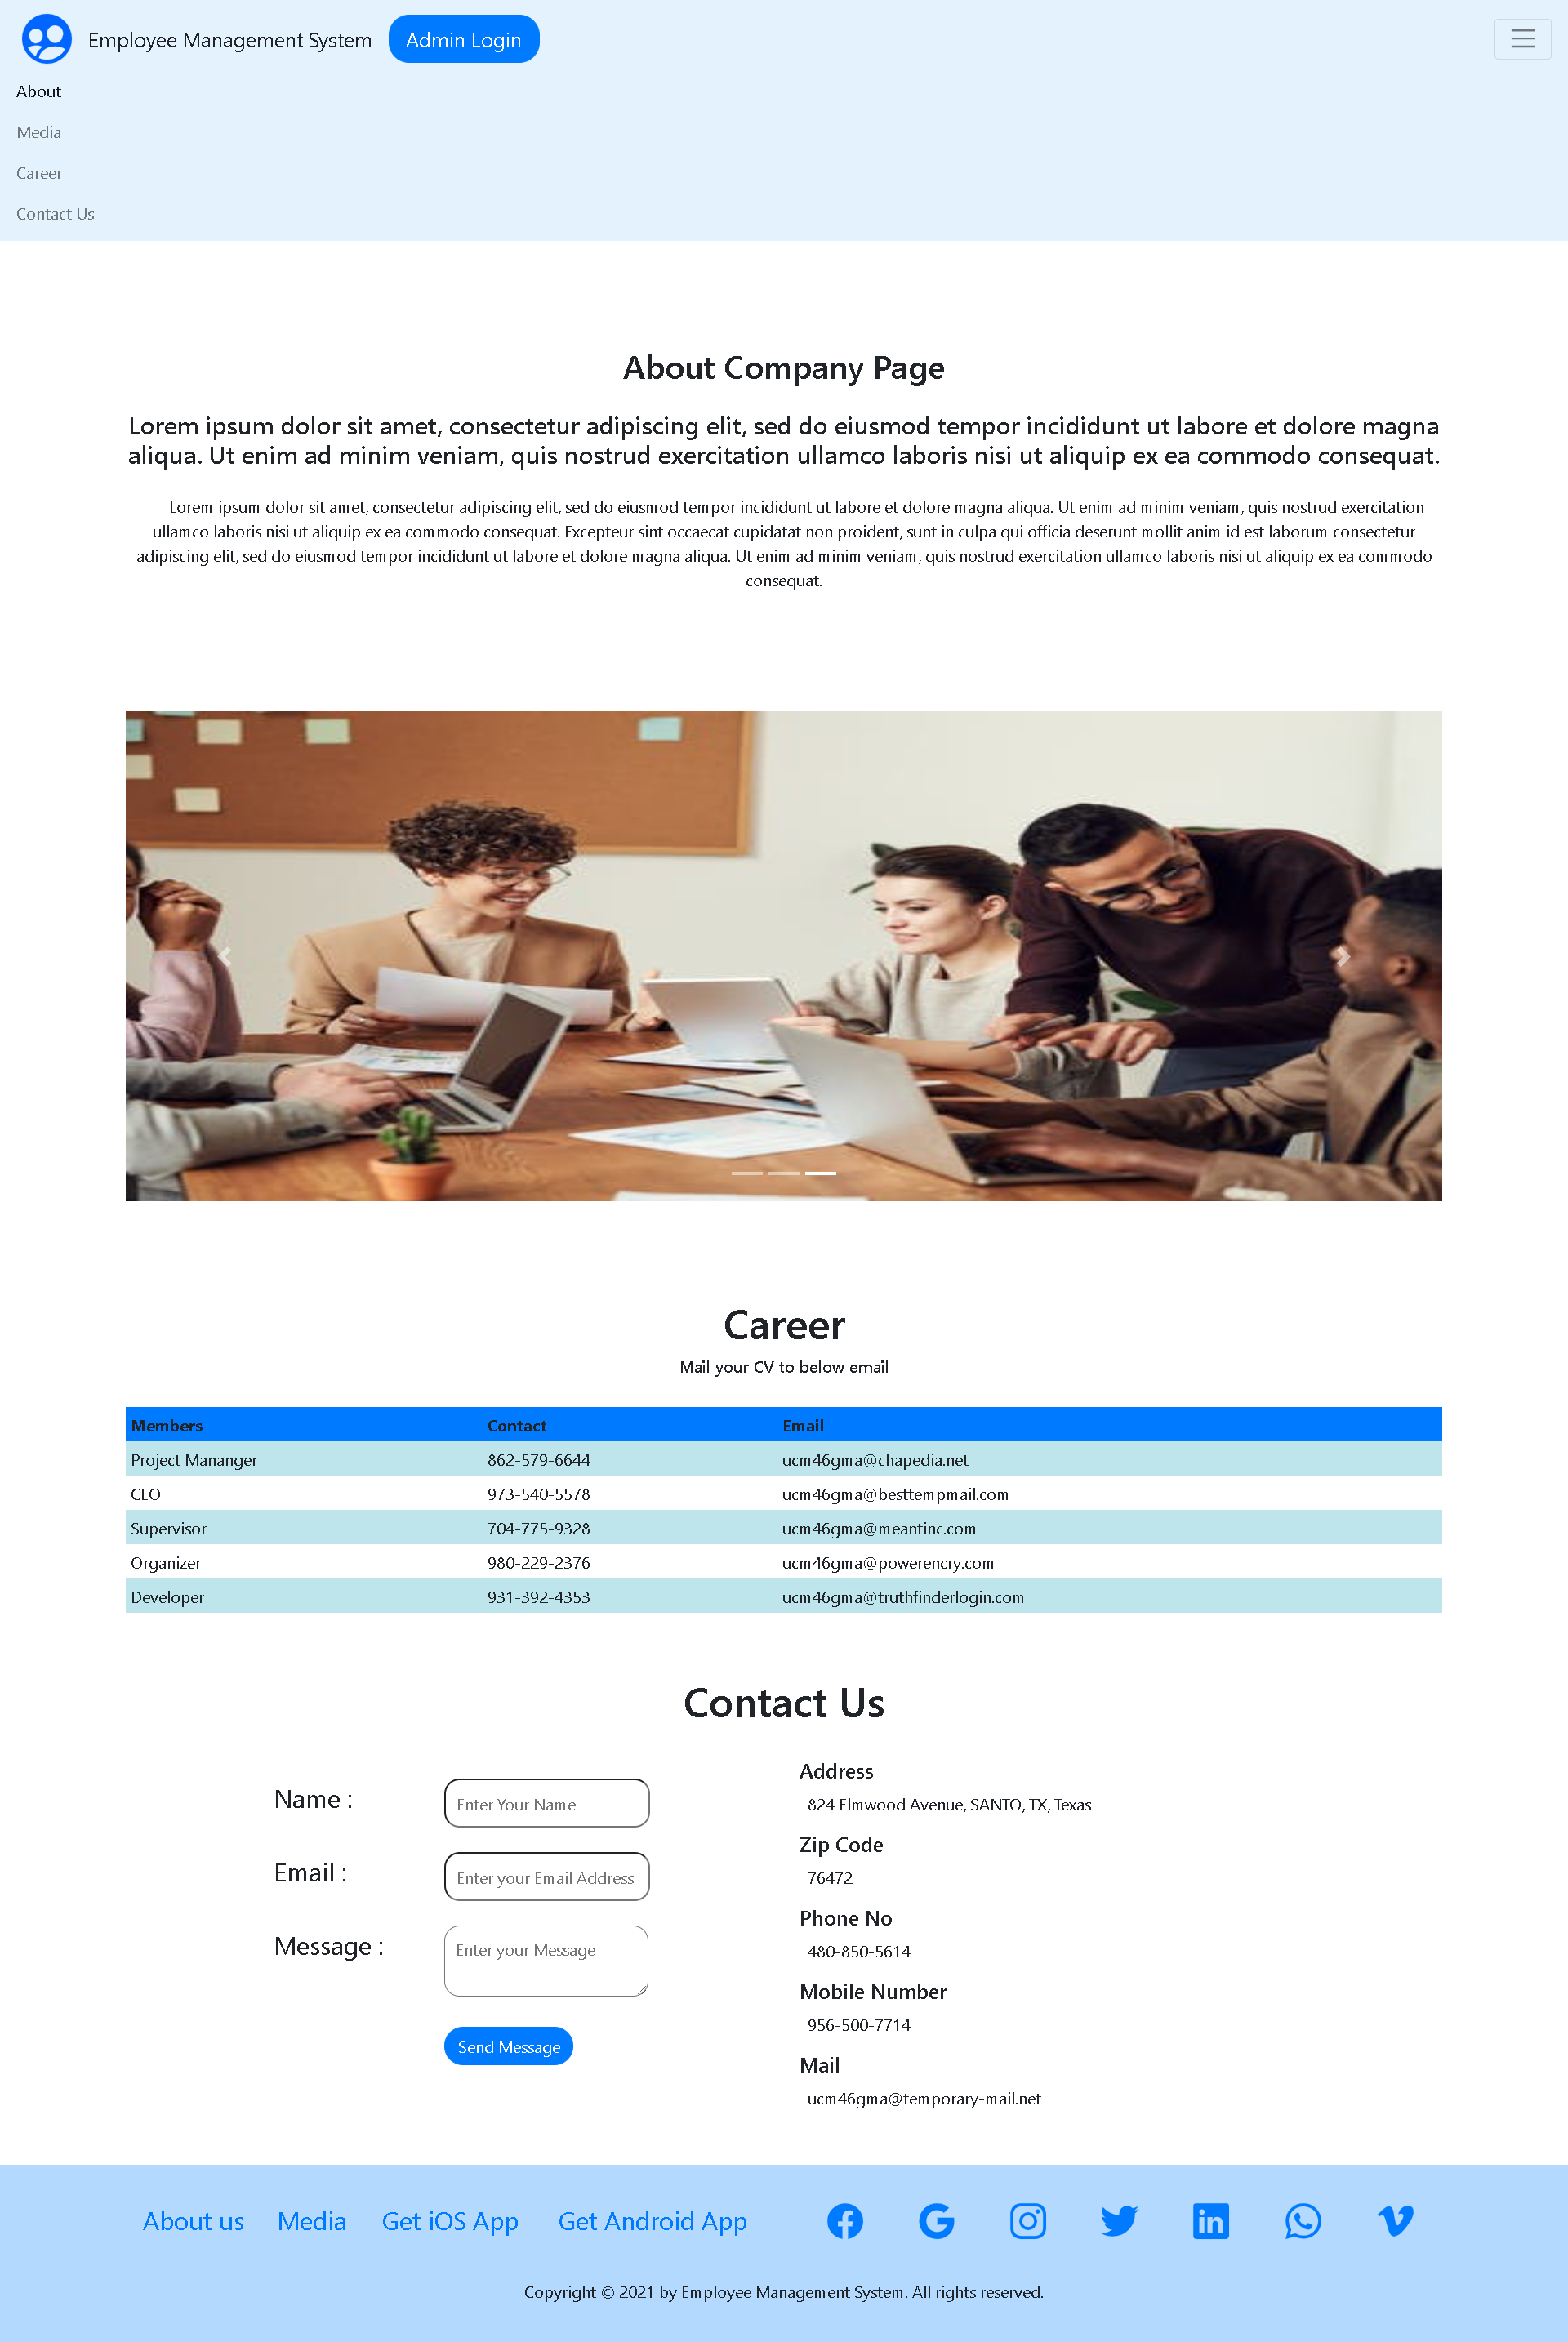 Employee Management System Admin Login
About
Media
Career
Contact Us
About Company Page
Lorem ipsum dolor sit amet, consectetur adipiscing elit, sed do eiusmod tempor incididunt ut labore et dolore magna
aliqua. Ut enim ad minim veniam, quis nostrud exercitation ullamco laboris nisi ut aliquip ex ea commodo consequat.
Lorem ipsum dolor sit amet, consectetur adipiscing elit, sed do eiusmod tempor incididunt ut labore et dolore magna aliqua. Ut enim ad minim veniam, quis nostrud exercitation
ullamco laboris nisi ut aliquip ex ea commodo consequat. Excepteur sint occaecat cupidatat non proident, sunt in culpa qui officia deserunt mollit anim id est laborum consectetur
adipiscing elit, sed do eiusmod tempor incididunt ut labore et dolore magna aliqua. Ut enim ad minim veniam, quis nostrud exercitation ullamco laboris nisi ut aliquip ex ea commodo
consequat.
Career
Mail your CV to below email
Members Contact Email
Project Mananger 862-579-6644 ucm46gma@chapedia.net
CEO 973-540-5578 ucm46gma@besttempmail.com
Supervisor 704-775-9328 ucm46gma@meantinc.com
Organizer 980-229-2376 ucm46gma@powerencry.com
Developer 931-392-4353 ucm46gma@truthfinderlogin.com
Contact Us
Name : Enter Your Name
Email : Enter your Email Address
Message : Enter your Message
Send Message
Address
824 Elmwood Avenue, SANTO, TX, Texas
Zip Code
76472
Phone No
480-850-5614
Mobile Number
956-500-7714
Mail
ucm46gma@temporary-mail.net
About us Media Get iOS App Get Android App
Copyright © 2021 by Employee Management System. All rights reserved.